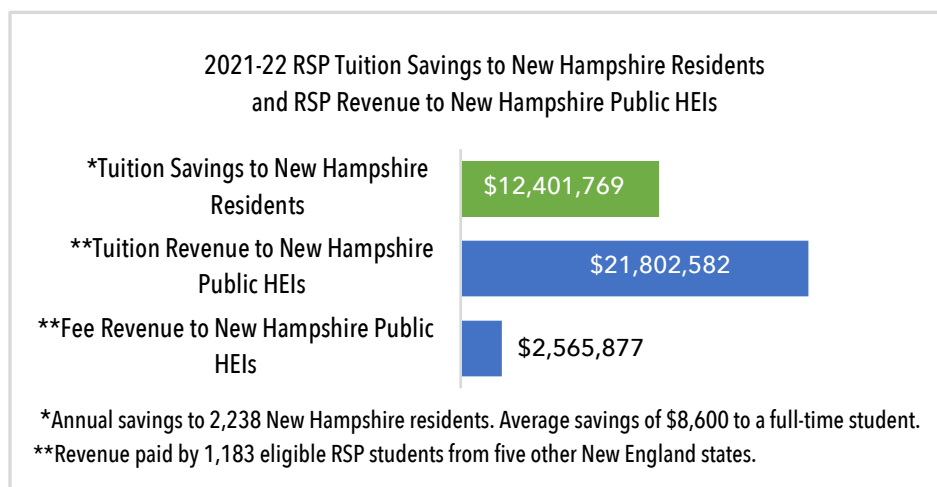 2021-22 RSP Tuition Savings to New Hampshire Residents
and RSP Revenue to New Hampshire Public HEIs
*Tuition Savings to New Hampshire
Residents
$12,401,769
**Tuition Revenue to New Hampshire
Public HEIs
$21,802,582
**Fee Revenue to New Hampshire Public
HEIs
$2,565,877
*Annual savings to 2,238 New Hampshire residents. Average savings of $8,600 to a full-time student.
**Revenue paid by 1,183 eligible RSP students from five other New England states.